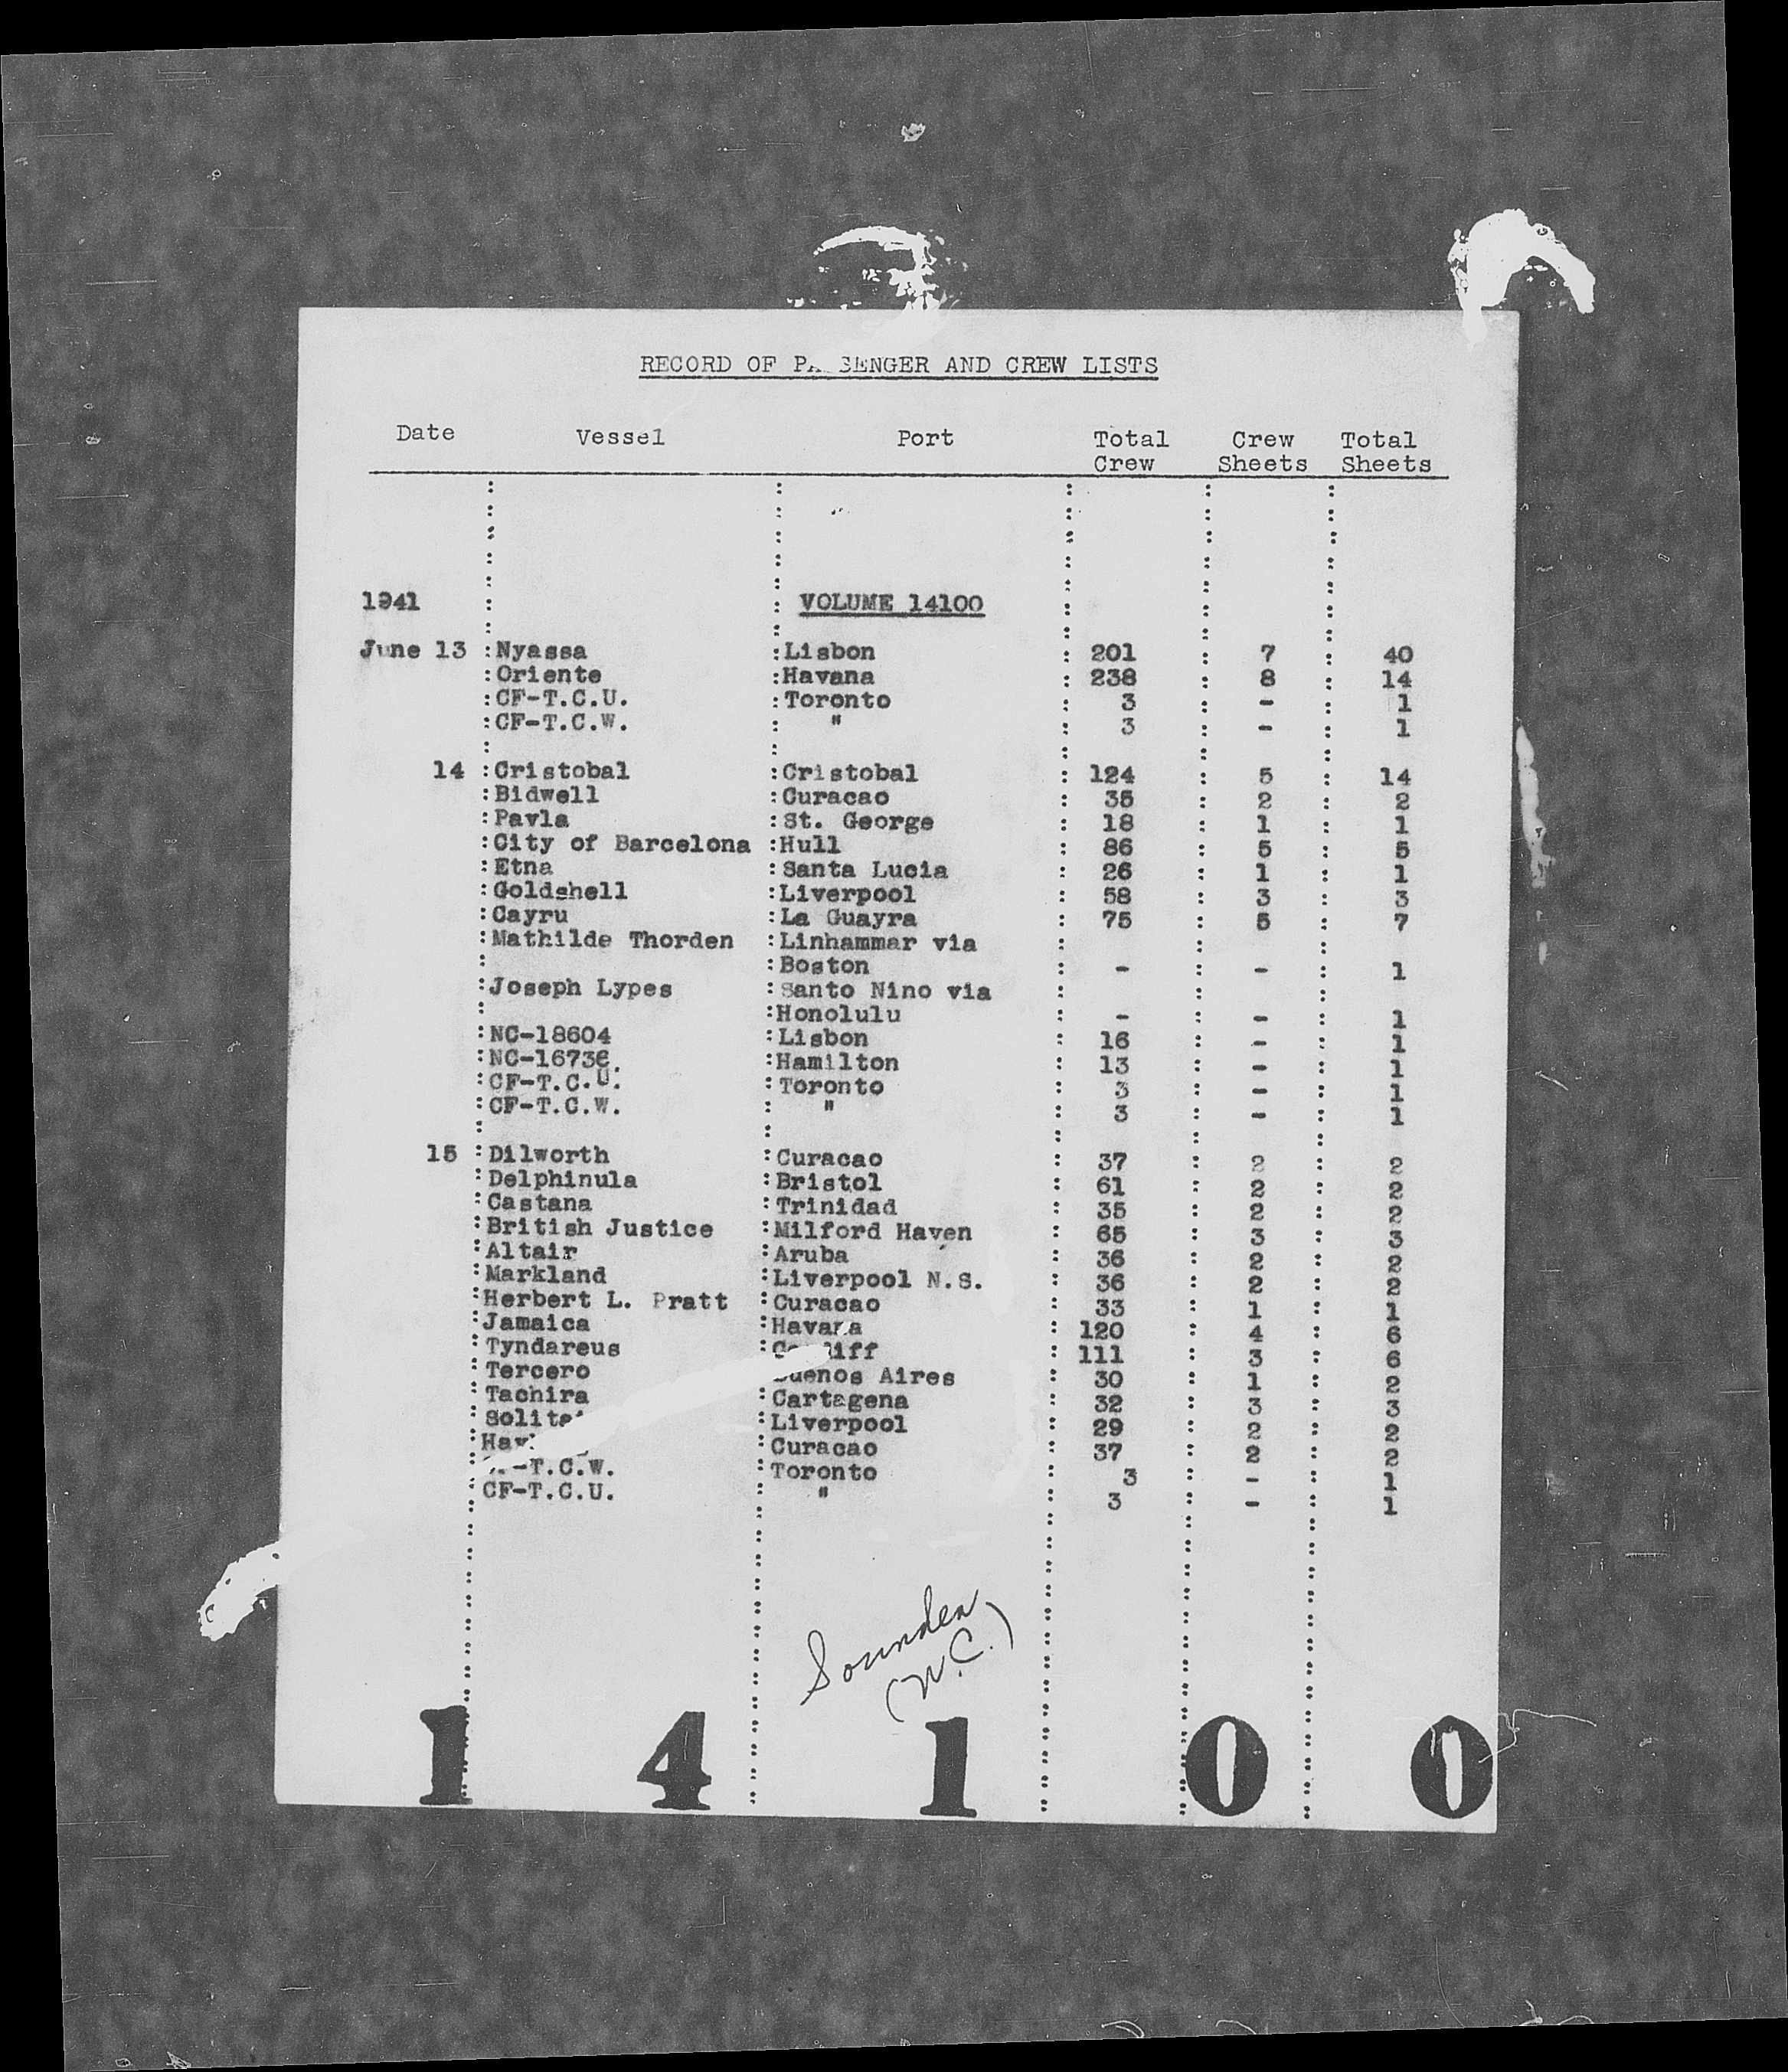 RECORD OF PASSENGER AND CREW LISTS
Date Vessel Port Total Crew Crew Sheets Total Sheets
1941 VOLUME 14100
June 13 :Nyassa :Lisbon : 201 : 7 : 40
:Oriente :Havana : 238 : 8 : 14
:CF-T.C.U. :Toronto : 3 : - : 1
:CF-T.C.W. : " : 3 : - : 1
14 :Cristobal :Cristobal : 124 : 5 : 14
:Bidwell :Curacao : 35 : 2 : 2
:Pavla :St. George : 18 : 1 : 1
:City of Barcelona :Hull : 86 : 5 : 5
:Etna :Santa Lucia : 26 : 1 : 1
:Goldshell :Liverpool : 58 : 3 : 3
:Cayru :La Guayra : 75 : 5 : 7
:Mathilde Thorden :Linhammar via :
: :Boston : - : - : 1
:Joseph Lypes :Santo Nino via :
: :Honolulu : - : - : 1
:NC-18604 :Lisbon : 16 : - : 1
:NC-16736 :Hamilton : 13 : - : 1
:CF-T.C.U. :Toronto : 3 : - : 1
:CF-T.C.W. : " : 3 : - : 1
15 :Dilworth :Curacao : 37 : 2 : 2
:Delphinula :Bristol : 61 : 2 : 2
:Castana :Trinidad : 35 : 2 : 2
:British Justice :Milford Haven : 65 : 3 : 3
:Altair :Aruba : 36 : 2 : 2
:Markland :Liverpool N.S. : 36 : 2 : 2
:Herbert L. Pratt :Curacao : 33 : 1 : 1
:Jamaica :Havana : 120 : 4 : 6
:Tyndareus :Cardiff : 111 : 3 : 6
:Tercero Buenos Aires : 30 : 1 : 2
:Tachira :Cartagena : 32 : 3 : 3
: :Liverpool : 29 : 2 : 2
: :Curacao : 37 : 2 : 2
-T.C.W. :Toronto : 3 : - : 1
CF-T.C.U. : " : 3 : - : 1
(N.C.)
1 4 1 0 0